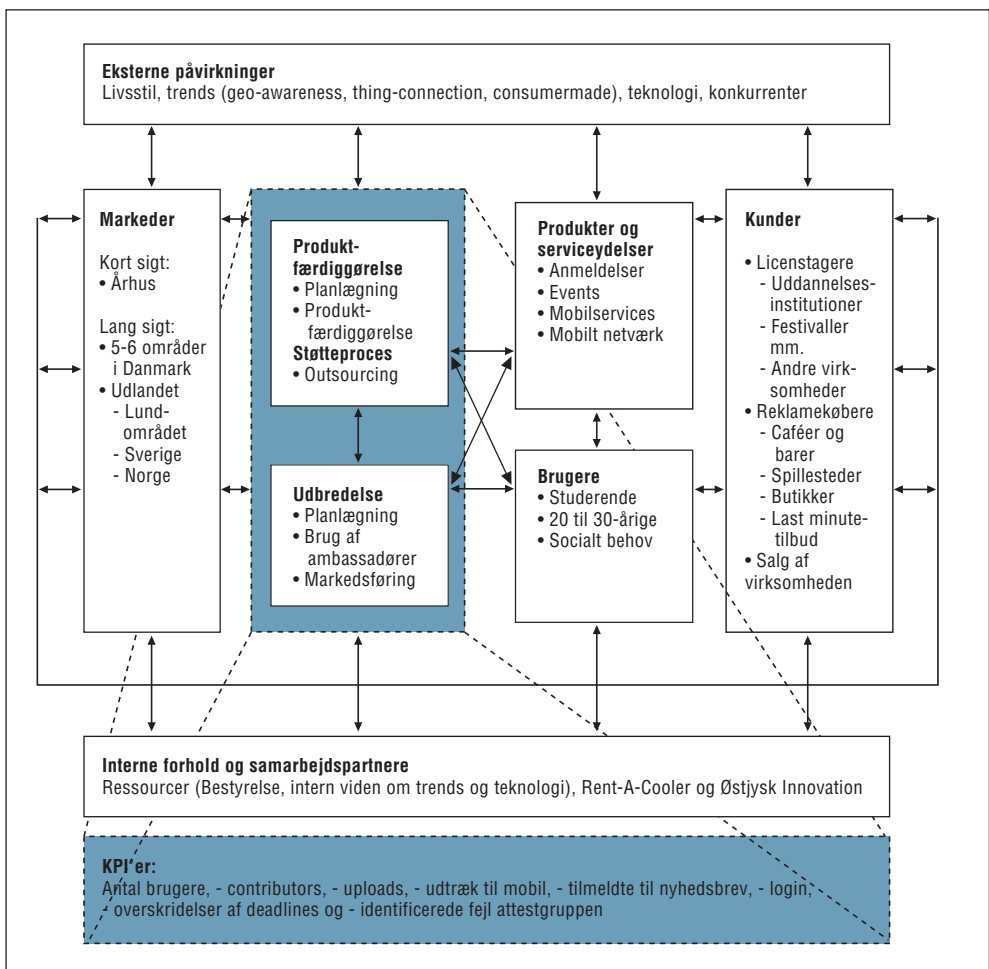 Eksterne påvirkninger
Livsstil, trends (geo-awareness, thing-connection, consumermade), teknologi, konkurrenter
Markeder
Kort sigt:
• Århus
Lang sigt:
• 5-6 områder
i Danmark
• Udlandet
- Lund-
området
- Sverige
- Norge
Produkt-
færdiggørelse
• Planlægning
• Produkt-
færdiggørelse
Støtteproces
• Outsourcing
Udbredelse
• Planlægning
• Brug af
ambassadører
• Markedsføring
Produkter og
serviceydelser
• Anmeldelser
• Events
• Mobilservices
• Mobilt netværk
Brugere
• Studerende
• 20 til 30-årige
• Socialt behov
Kunder
• Licenstagere
- Uddannelses-
institutioner
- Festivaller
mm.
- Andre virk-
somheder
• Reklamekøbere
- Caféer og
barer
- Spillesteder
- Butikker
- Last minute-
tilbud
• Salg af
virksomheden
Interne forhold og samarbejdspartnere
Ressourcer (Bestyrelse, intern viden om trends og teknologi), Rent-A-Cooler og Østjysk Innovation
KPI'er:
Antal brugere, - contributors, - uploads, - udtræk til mobil, - tilmeldte til nyhedsbrev, - login,
- overskridelser af deadlines og - identificerede fejl attestgruppen